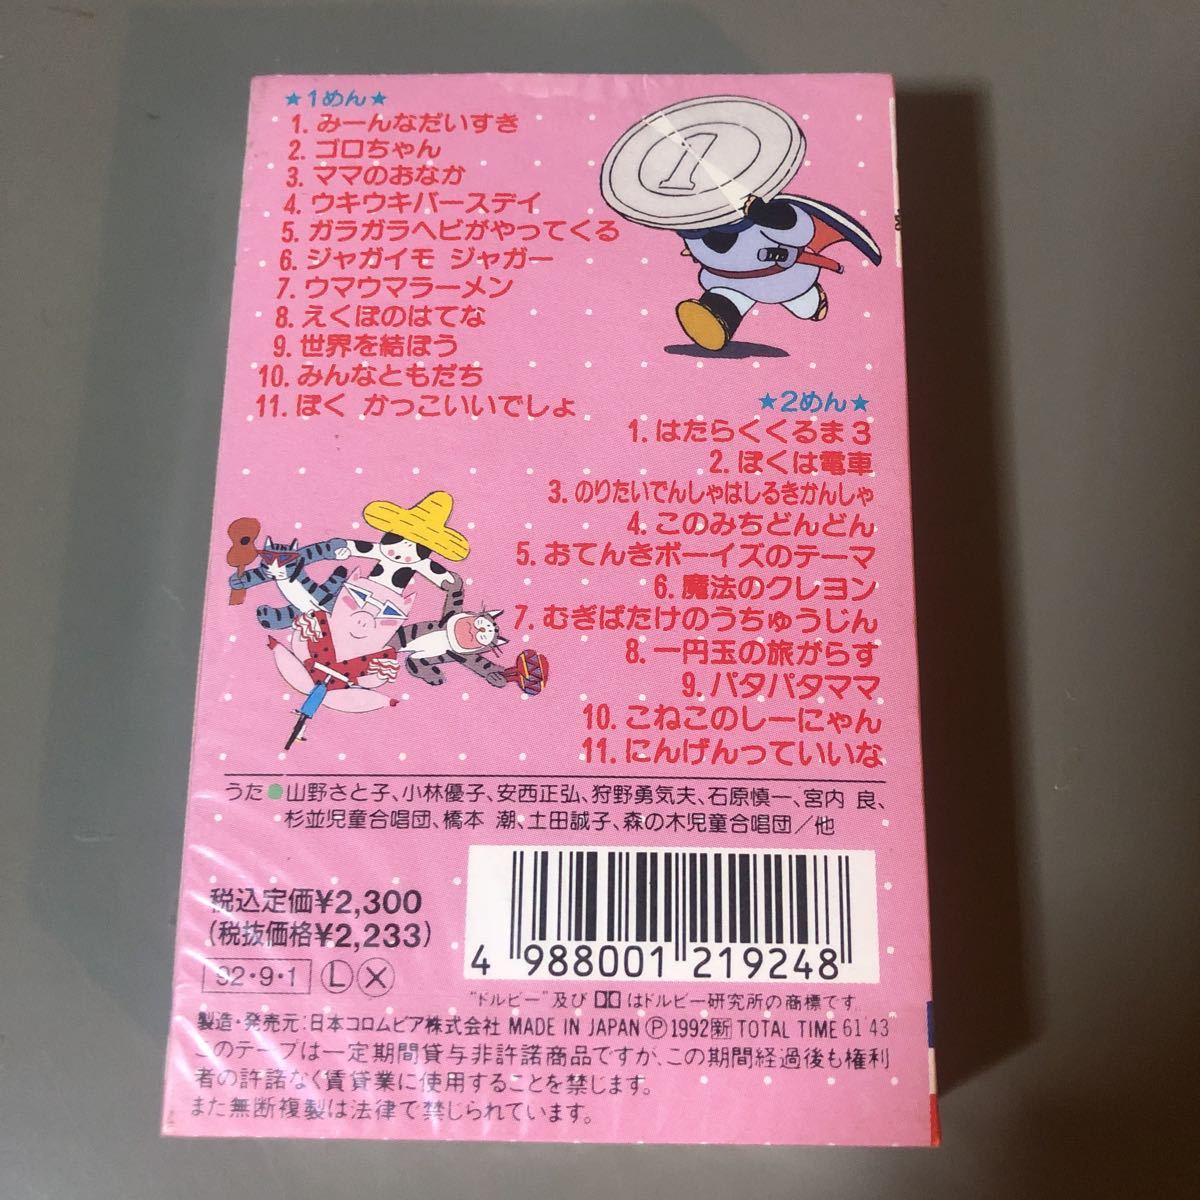 ★1めん★
1. みーんなだいすき
2. ゴロちゃん
3. ママのおなか
4. ウキウキバースデイ
5. ガラガラヘビがやってくる
6. ジャガイモ ジャガー
7. ウマウマラーメン
8. えくぼのはてな
9. 世界を結ぼう
10. みんなともだち
11. ぼく かっこいいでしょ
1
★2めん★
1. はたらくくるま3
2. ぼくは電車
3. のりたいでんしゃはしるきかんしゃ
4. このみちどんどん
5. おてんきボーイズのテーマ
6. 魔法のクレヨン
7. むぎばたけのうちゅうじん
8. 一円玉の旅がらす
9. パタパタママ
10. こねこのしーにゃん
11. にんげんっていいな
うた●山野さと子、小林優子、安西正弘、狩野勇気夫、石原慎一、宮内 良、
杉並児童合唱団、橋本 潮、土田誠子、森の木児童合唱団／他
税込定価¥2,300
(税抜価格¥2,233)
92・9・1 Ⓛ Ⓧ
4 988001 219248
"ドルビー"及び はドルビー研究所の商標です。
製造・発売元:日本コロムビア株式会社 MADE IN JAPAN Ⓟ 1992 新 TOTAL TIME 61'43
このテープは一定期間貸与非許諾商品ですが、この期間経過後も権利
者の許諾なく賃貸業に使用することを禁じます。
また無断複製は法律で禁じられています。